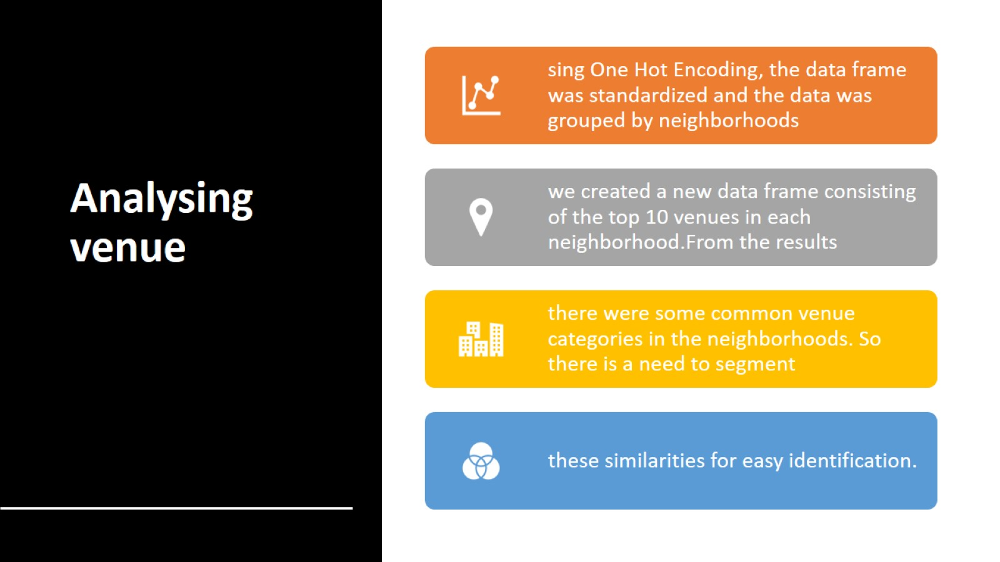 Analysing
venue
sing One Hot Encoding, the data frame
was standardized and the data was
grouped by neighborhoods
we created a new data frame consisting
of the top 10 venues in each
neighborhood.From the results
there were some common venue
categories in the neighborhoods. So
there is a need to segment
these similarities for easy identification.